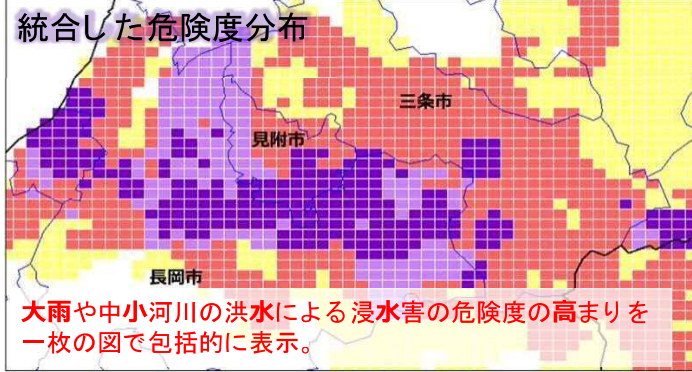 統合した危険度分布
三条市
見附市
長岡市
大雨や中小河川の洪水による浸水害の危険度の高まりを
一枚の図で包括的に表示。